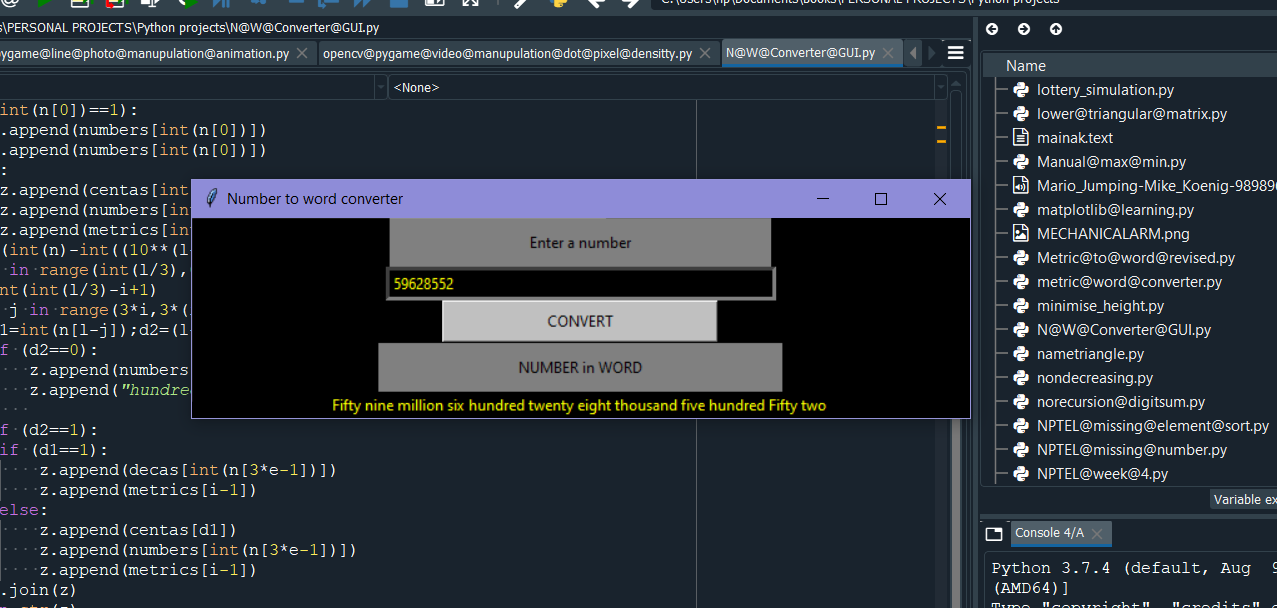 C:\Users\hp\Documents\books\PERSONAL PROJECTS\Python projects
s\PERSONAL PROJECTS\Python projects\N@W@Converter@GUI.py
pygame@line@photo@manupulation@animation.py
opencv@pygame@video@manupulation@dot@pixel@densitty.py
N@W@Converter@GUI.py
<None>
int(n[0])==1):
.append(numbers[int(n[0])])
.append(numbers[int(n[0])])
:
z.append(centas[int
z.append(numbers[int
z.append(metrics[int
(int(n)-int((10**(l-
in range(int(l/3),
nt(int(l/3)-i+1)
j in range(3*i,3*(
1=int(n[l-j]);d2=(l-
f (d2==0):
z.append(numbers
z.append("hundre
f (d2==1):
if (d1==1):
z.append(decas[int(n[3*e-1])])
z.append(metrics[i-1])
else:
z.append(centas[d1])
z.append(numbers[int(n[3*e-1])])
z.append(metrics[i-1])
.join(z)
Number to word converter
Enter a number
59628552
CONVERT
NUMBER in WORD
Fifty nine million six hundred twenty eight thousand five hundred Fifty two
Name
lottery_simulation.py
lower@triangular@matrix.py
mainak.text
Manual@max@min.py
Mario_Jumping-Mike_Koenig-98989
matplotlib@learning.py
MECHANICALARM.png
Metric@to@word@revised.py
metric@word@converter.py
minimise_height.py
N@W@Converter@GUI.py
nametriangle.py
nondecreasing.py
norecursion@digitsum.py
NPTEL@missing@element@sort.py
NPTEL@missing@number.py
NPTEL@week@4.py
Variable ex
Console 4/A
Python 3.7.4 (default, Aug 9
(AMD64)]
Type "copyright", "credits"